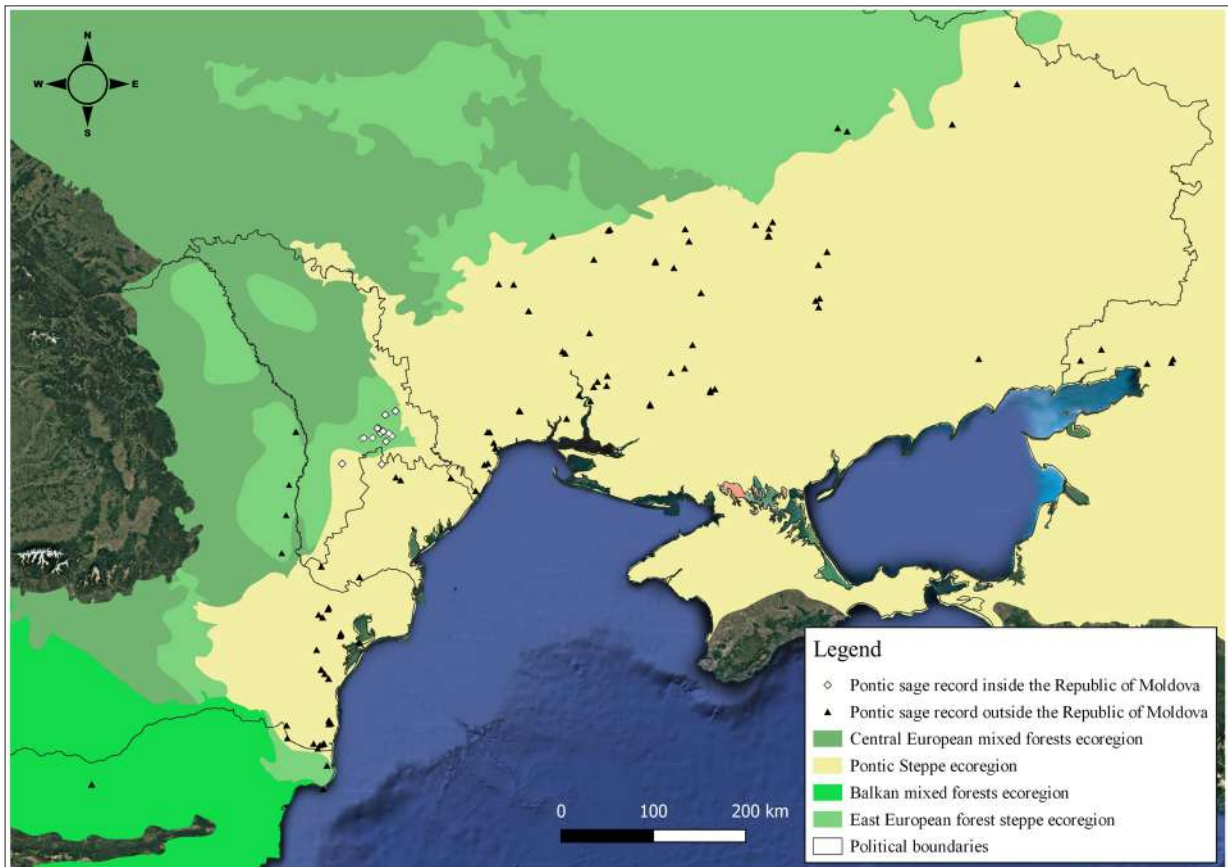 N
W E
S
Legend
Pontic sage record inside the Republic of Moldova
Pontic sage record outside the Republic of Moldova
Central European mixed forests ecoregion
Pontic Steppe ecoregion
Balkan mixed forests ecoregion
East European forest steppe ecoregion
Political boundaries
0 100 200 km